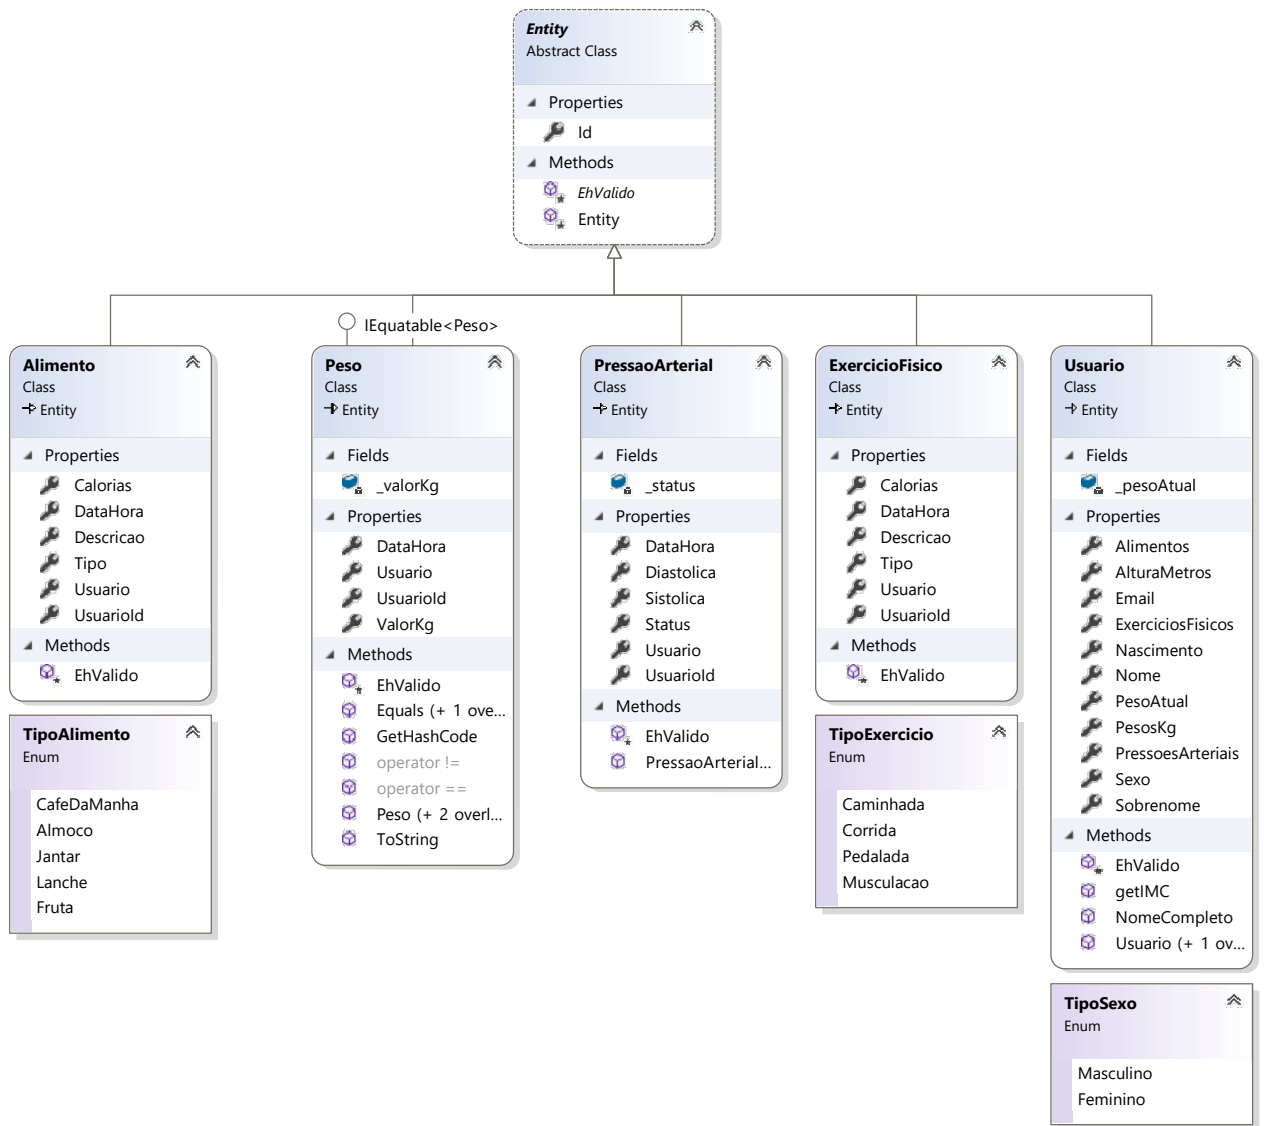 Entity
Abstract Class
Properties
Id
Methods
EhValido
Entity
IEquatable<Peso>
Alimento
Class
Entity
Properties
Calorias
DataHora
Descricao
Tipo
Usuario
UsuarioId
Methods
EhValido
TipoAlimento
Enum
CafeDaManha
Almoco
Jantar
Lanche
Fruta
Peso
Class
Entity
Fields
_valorKg
Properties
DataHora
Usuario
UsuarioId
ValorKg
Methods
EhValido
Equals (+ 1 ove...
GetHashCode
operator !=
operator ==
Peso (+ 2 overl...
ToString
PressaoArterial
Class
Entity
Fields
_status
Properties
DataHora
Diastolica
Sistolica
Status
Usuario
UsuarioId
Methods
EhValido
PressaoArterial...
ExercicioFisico
Class
Entity
Properties
Calorias
DataHora
Descricao
Tipo
Usuario
UsuarioId
Methods
EhValido
TipoExercicio
Enum
Caminhada
Corrida
Pedalada
Musculacao
Usuario
Class
Entity
Fields
_pesoAtual
Properties
Alimentos
AlturaMetros
Email
ExerciciosFisicos
Nascimento
Nome
PesoAtual
PesosKg
PressoesArteriais
Sexo
Sobrenome
Methods
EhValido
getIMC
NomeCompleto
Usuario (+ 1 ov...
TipoSexo
Enum
Masculino
Feminino